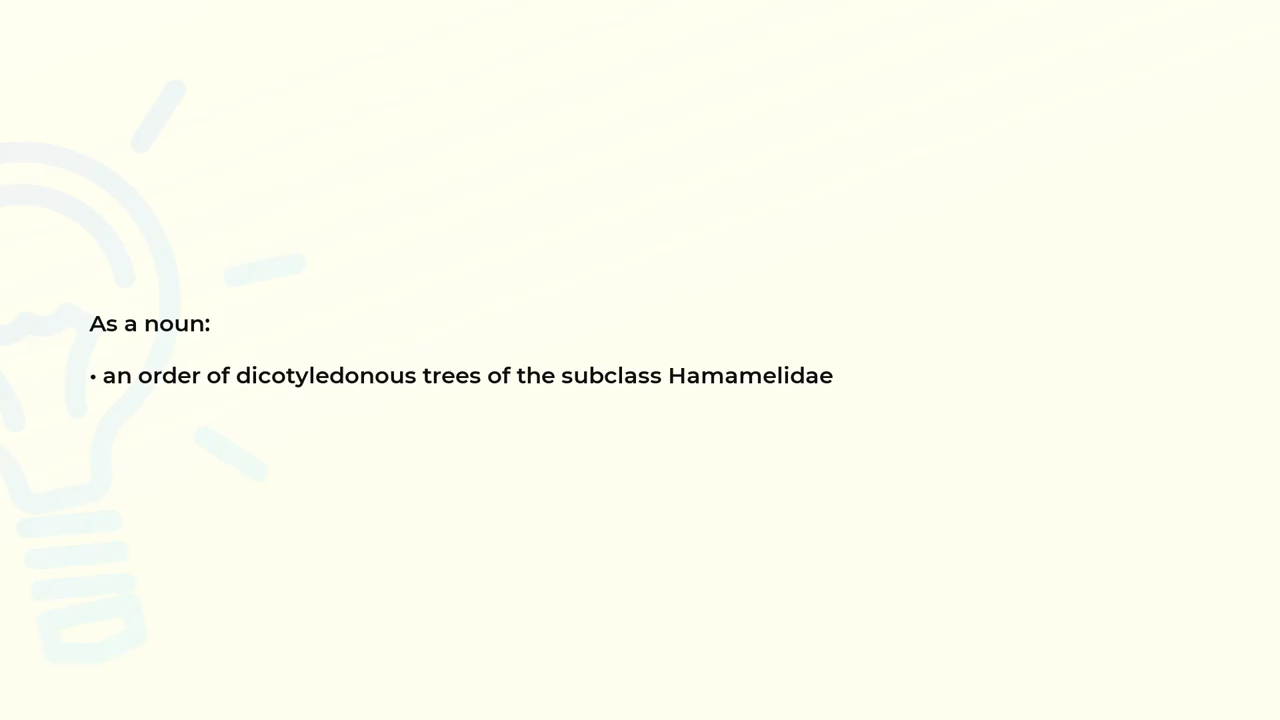 As a noun:
• an order of dicotyledonous trees of the subclass Hamamelidae